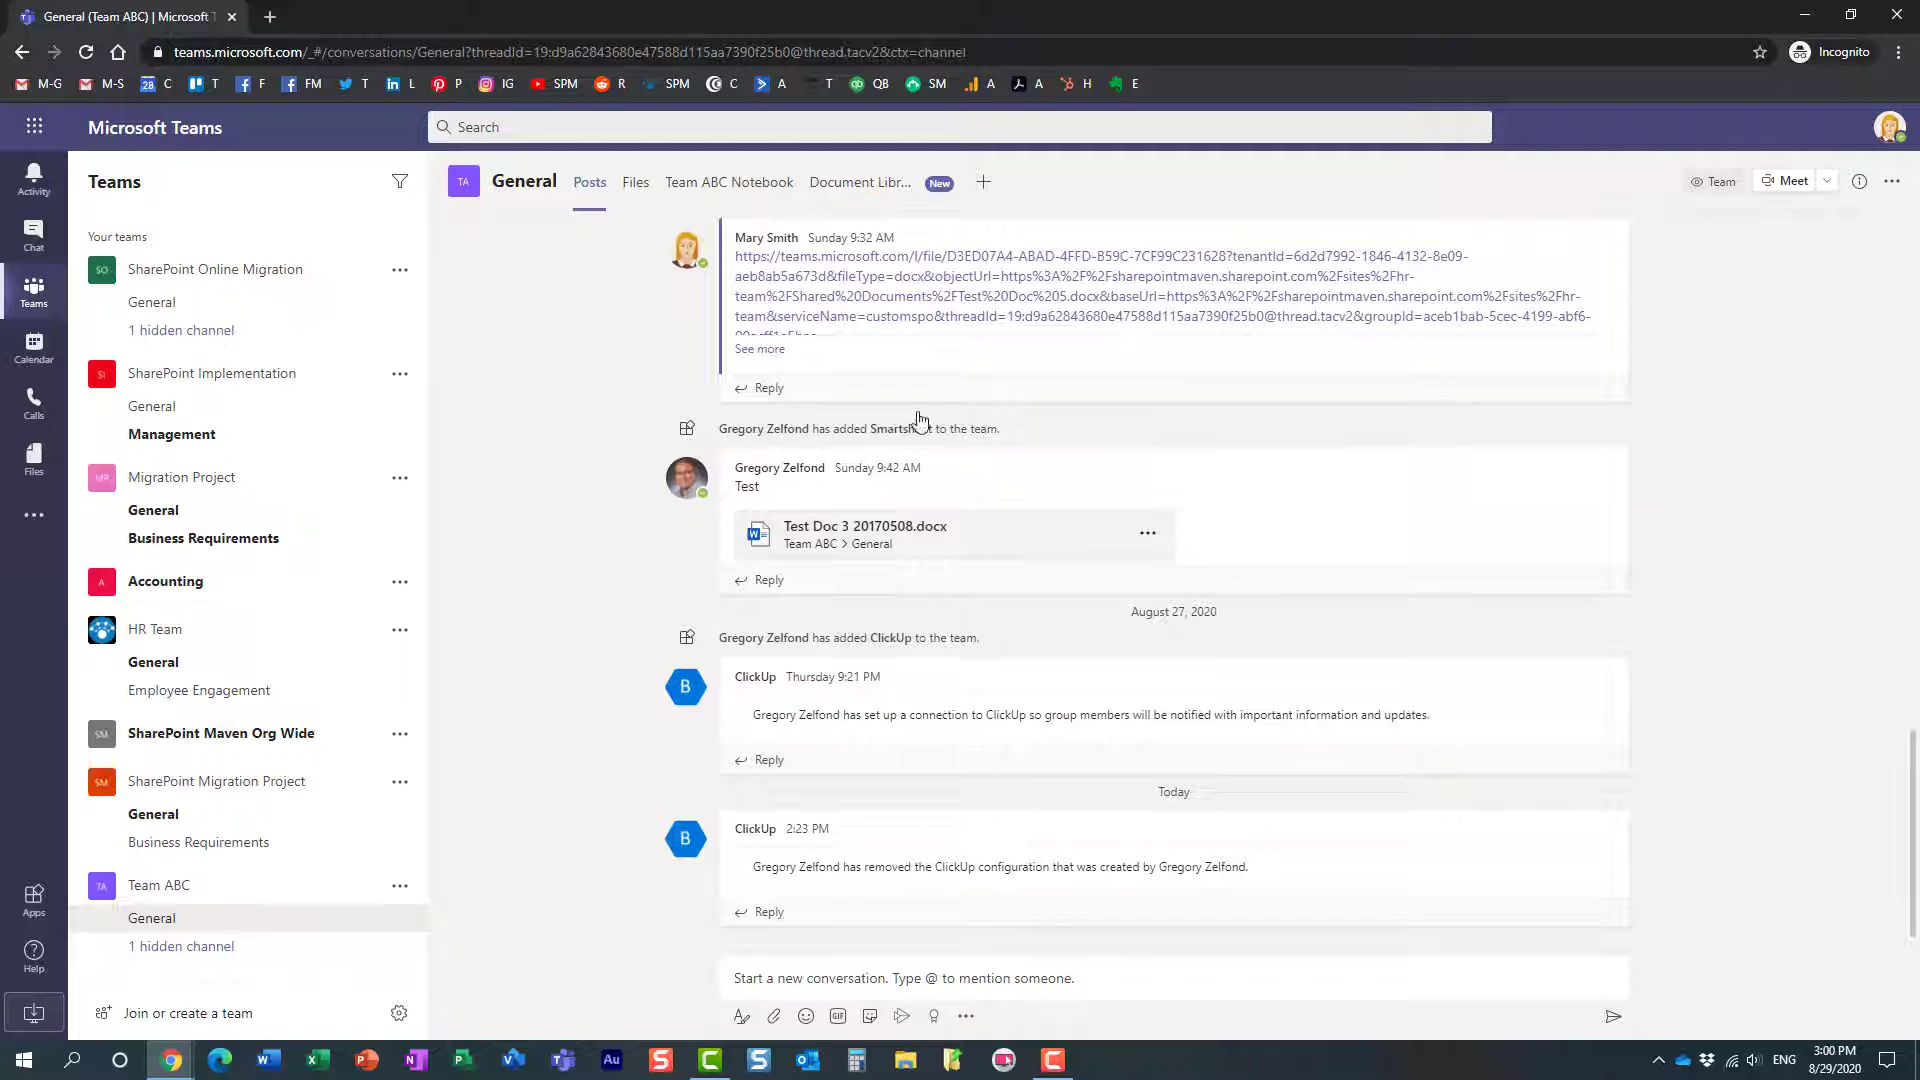 General (Team ABC) | Microsoft T
teams.microsoft.com/_#/conversations/General?threadId=19:d9a62843680e47588d115aa7390f25b0@thread.tacv2&ctx=channel
Incognito
M-G
M-S
28 C
T
F
FM
T
L
P
IG
SPM
R
SPM
C
A
T
QB
SM
A
A
H
E
Microsoft Teams
Search
Activity
Chat
Teams
Calendar
Calls
Files
Apps
Help
Teams
Your teams
SO SharePoint Online Migration
General
1 hidden channel
SI SharePoint Implementation
General
Management
MP Migration Project
General
Business Requirements
A Accounting
HR Team
General
Employee Engagement
SM SharePoint Maven Org Wide
SM SharePoint Migration Project
General
Business Requirements
TA Team ABC
General
1 hidden channel
Join or create a team
TA General Posts Files Team ABC Notebook Document Libr... New
Team
Meet
Mary Smith Sunday 9:32 AM
https://teams.microsoft.com/l/file/D3ED07A4-ABAD-4FFD-B59C-7CF99C231628?tenantId=6d2d7992-1846-4132-8e09-
aeb8ab5a673d&fileType=docx&objectUrl=https%3A%2F%2Fsharepointmaven.sharepoint.com%2Fsites%2Fhr-
team%2FShared%20Documents%2FTest%20Doc%205.docx&baseUrl=https%3A%2F%2Fsharepointmaven.sharepoint.com%2Fsites%2Fhr-
team&serviceName=customspo&threadId=19:d9a62843680e47588d115aa7390f25b0@thread.tacv2&groupId=aceb1bab-5cec-4199-abf6-
See more
Reply
Gregory Zelfond has added Smartsheet to the team.
Gregory Zelfond Sunday 9:42 AM
Test
Test Doc 3 20170508.docx
Team ABC > General
Reply
August 27, 2020
Gregory Zelfond has added ClickUp to the team.
B ClickUp Thursday 9:21 PM
Gregory Zelfond has set up a connection to ClickUp so group members will be notified with important information and updates.
Reply
Today
B ClickUp 2:23 PM
Gregory Zelfond has removed the ClickUp configuration that was created by Gregory Zelfond.
Reply
Start a new conversation. Type @ to mention someone.
GIF
Au
ENG
3:00 PM
8/29/2020